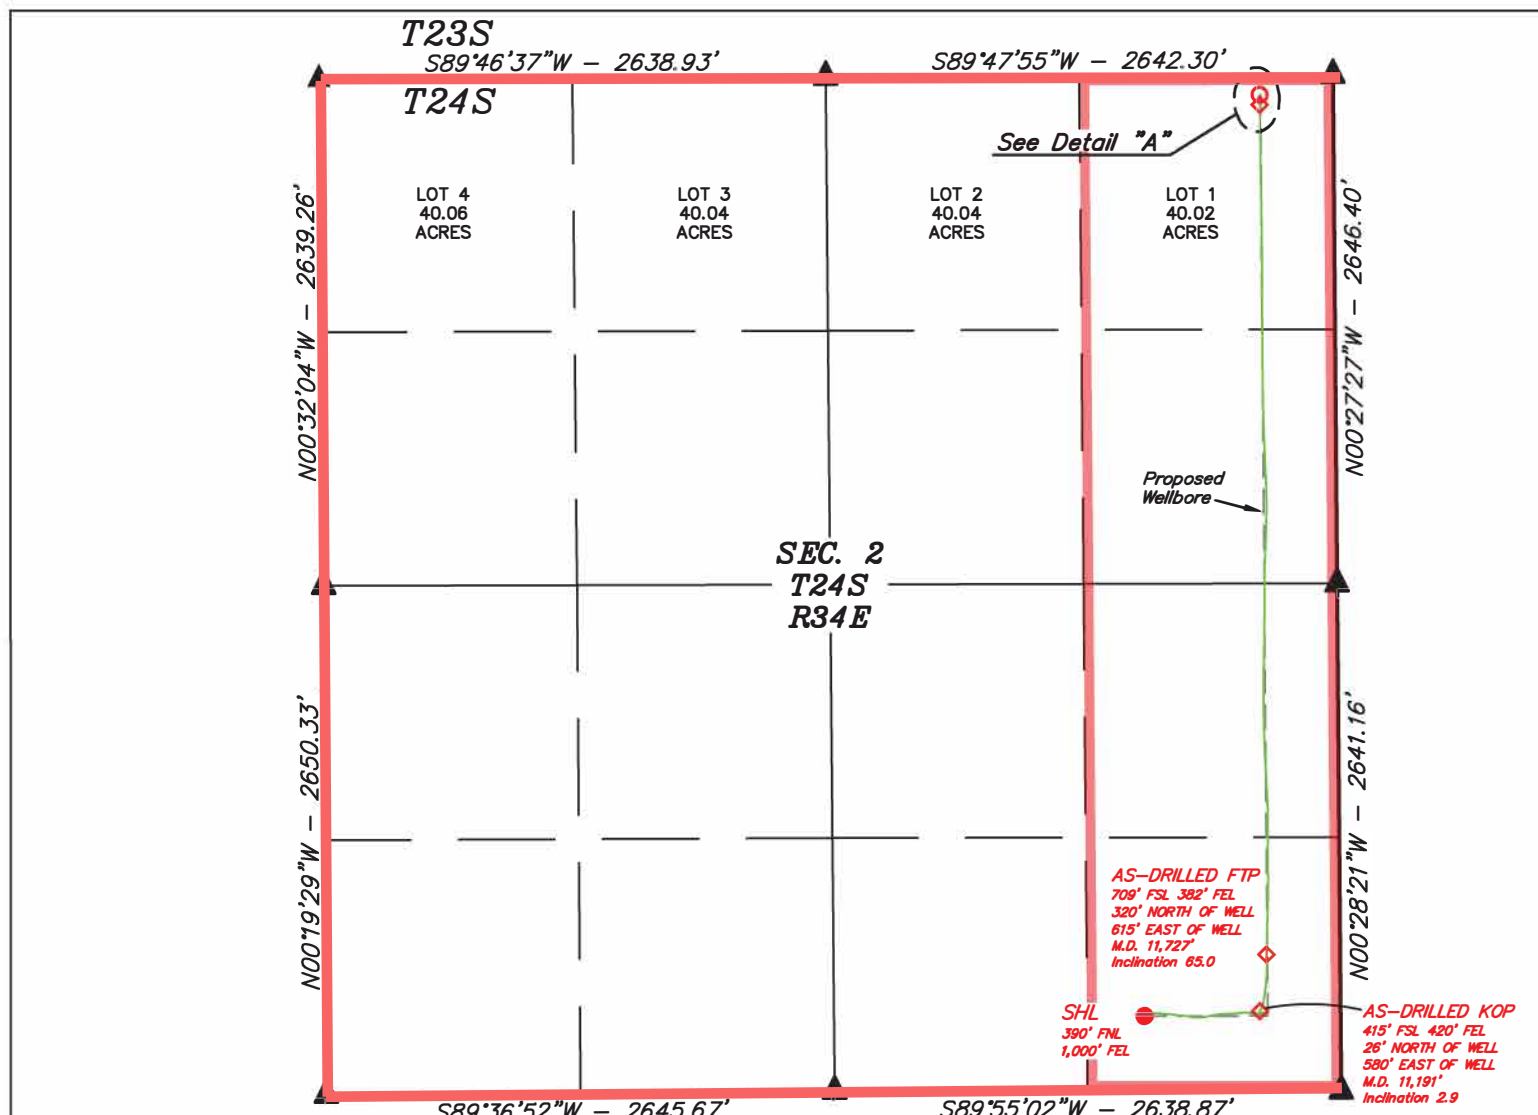 T23S
S89°46'37"W - 2638.93'
S89°47'55"W - 2642.30'
T24S
See Detail "A"
LOT 4
40.06
ACRES
LOT 3
40.04
ACRES
LOT 2
40.04
ACRES
LOT 1
40.02
ACRES
N00°32'04"W - 2639.26'
N00°27'27"W - 2646.40'
Proposed
Wellbore
SEC. 2
T24S
R34E
N00°19'29"W - 2650.33'
N00°28'21"W - 2641.16'
AS-DRILLED FTP
709' FSL 382' FEL
320' NORTH OF WELL
615' EAST OF WELL
M.D. 11,727'
Inclination 65.0
SHL
390' FNL
1,000' FEL
AS-DRILLED KOP
415' FSL 420' FEL
26' NORTH OF WELL
580' EAST OF WELL
M.D. 11,191'
Inclination 2.9
S89°36'52"W - 2645.67'
S89°55'02"W - 2638.87'